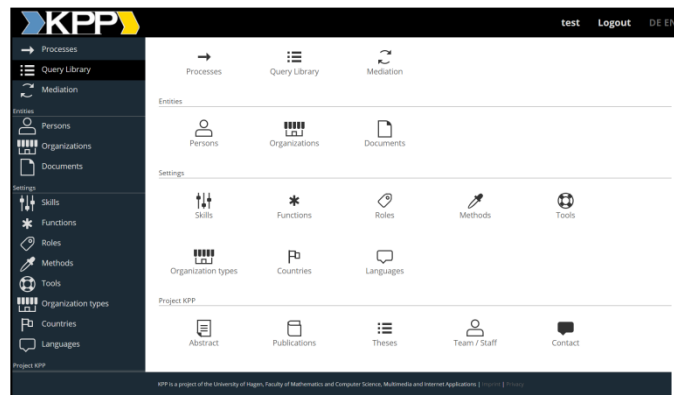 KPP
test Logout DE EN
Processes
Query Library
Mediation
Entities
Persons
Organizations
Documents
Settings
Skills
Functions
Roles
Methods
Tools
Organization types
Countries
Languages
Project KPP
Processes Query Library Mediation
Entities
Persons Organizations Documents
Settings
Skills Functions Roles Methods Tools
Organization types Countries Languages
Project KPP
Abstract Publications Theses Team / Staff Contact
KPP is a project of the University of Hagen, Faculty of Mathematics and Computer Science, Multimedia and Internet Applications | Imprint | Privacy